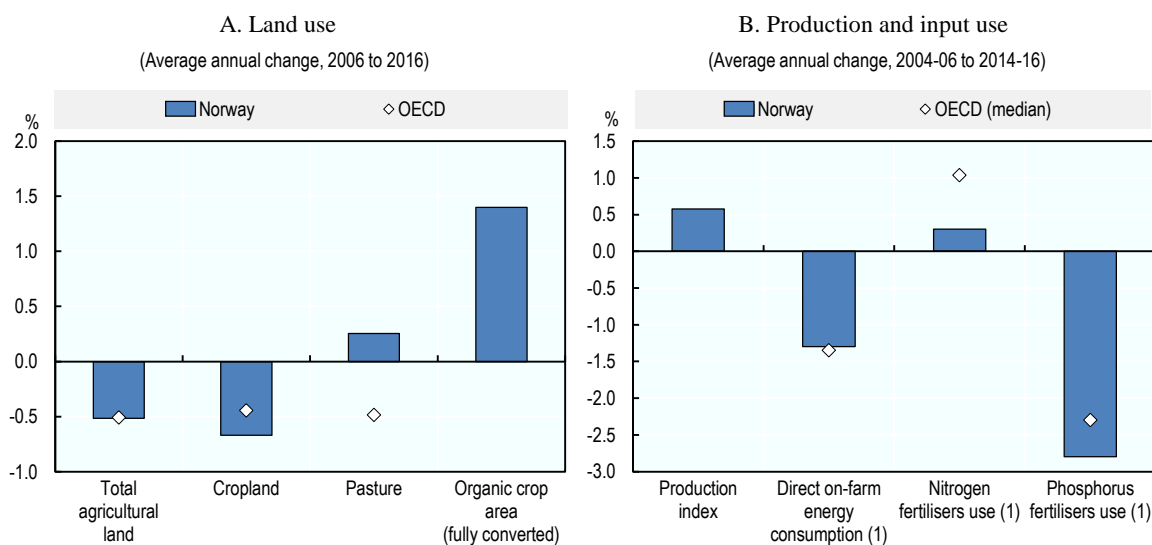 A. Land use
(Average annual change, 2006 to 2016)
Norway
OECD
%
2.0
1.5
1.0
0.5
0.0
-0.5
-1.0
Total
agricultural
land
Cropland
Pasture
Organic crop
area
(fully converted)
B. Production and input use
(Average annual change, 2004-06 to 2014-16)
Norway
OECD (median)
%
1.5
1.0
0.5
0.0
-0.5
-1.0
-1.5
-2.0
-2.5
-3.0
Production
index
Direct on-farm
energy
consumption (1)
Nitrogen
fertilisers use (1)
Phosphorus
fertilisers use (1)